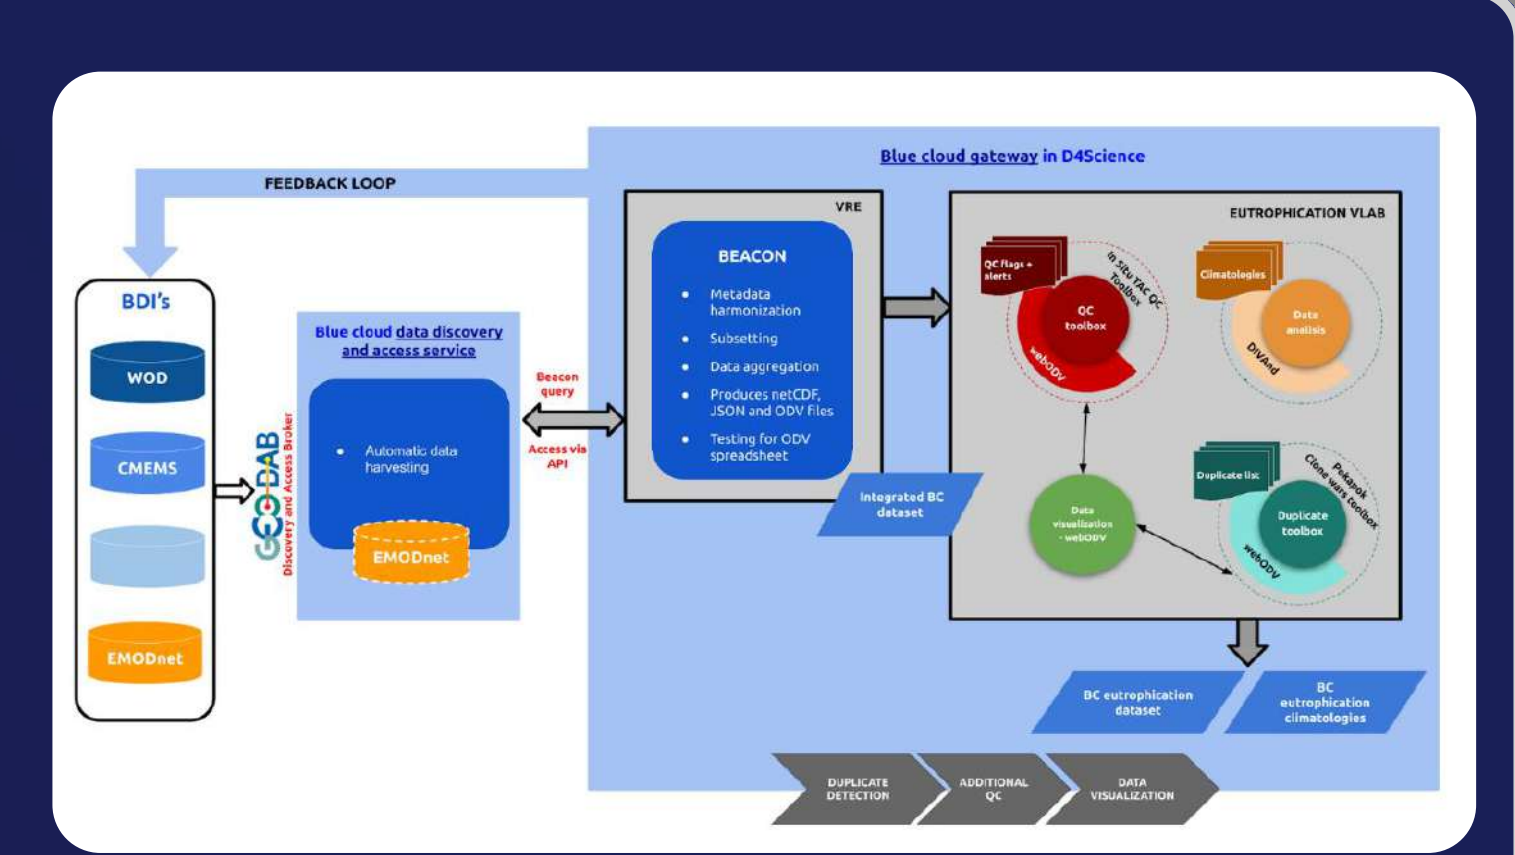 Blue cloud gateway in D4Science
FEEDBACK LOOP
BDI's
WOD
CMEMS
EMODnet
GEODAB
Discovery and Access Broker
Blue cloud data discovery
and access service
• Automatic data
harvesting
EMODnet
Beacon
query
Access via
API
VRE
BEACON
• Metadata
harmonization
• Subsetting
• Data aggregation
• Produces netCDF,
JSON and ODV files
• Testing for ODV
spreadsheet
Integrated BC
dataset
EUTROPHICATION VLAB
QC flags +
alerts
In Situ TAC QC
Toolbox
QC
toolbox
webODV
Climatologies
Data
analisis
DIVAnd
Data
visualization
- webODV
Duplicate list
Pekapok
Clone wars toolbox
Duplicate
toolbox
webODV
BC eutrophication
dataset
BC
eutrophication
climatologies
DUPLICATE
DETECTION
ADDITIONAL
QC
DATA
VISUALIZATION